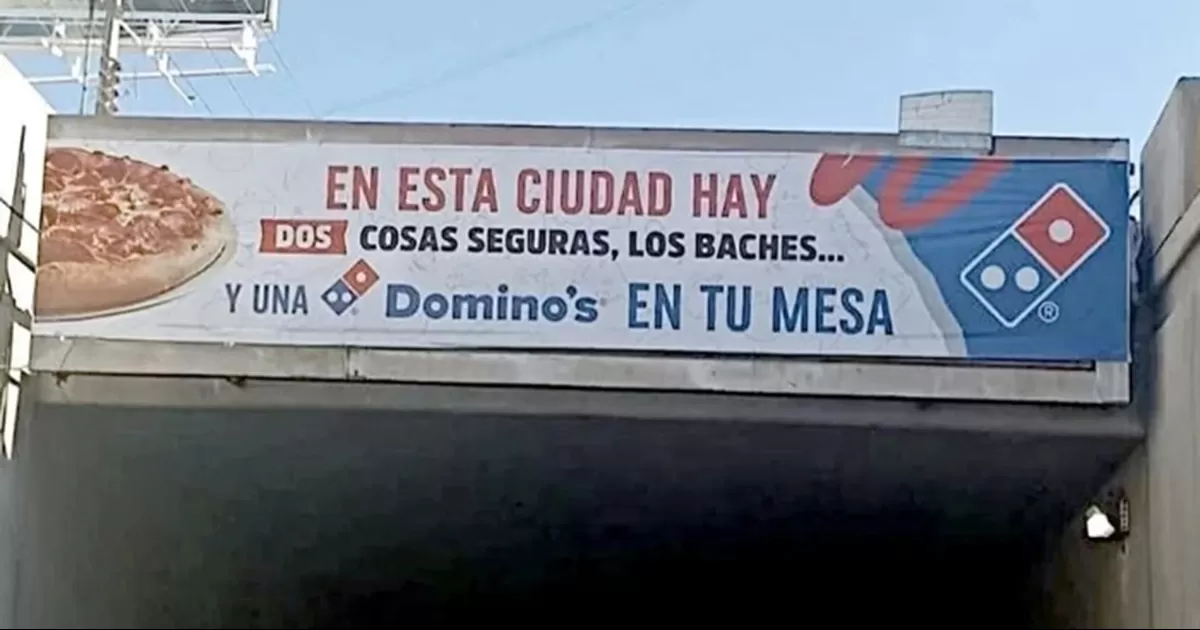 EN ESTA CIUDAD HAY
DOS COSAS SEGURAS, LOS BACHES...
Y UNA Domino's EN TU MESA
®